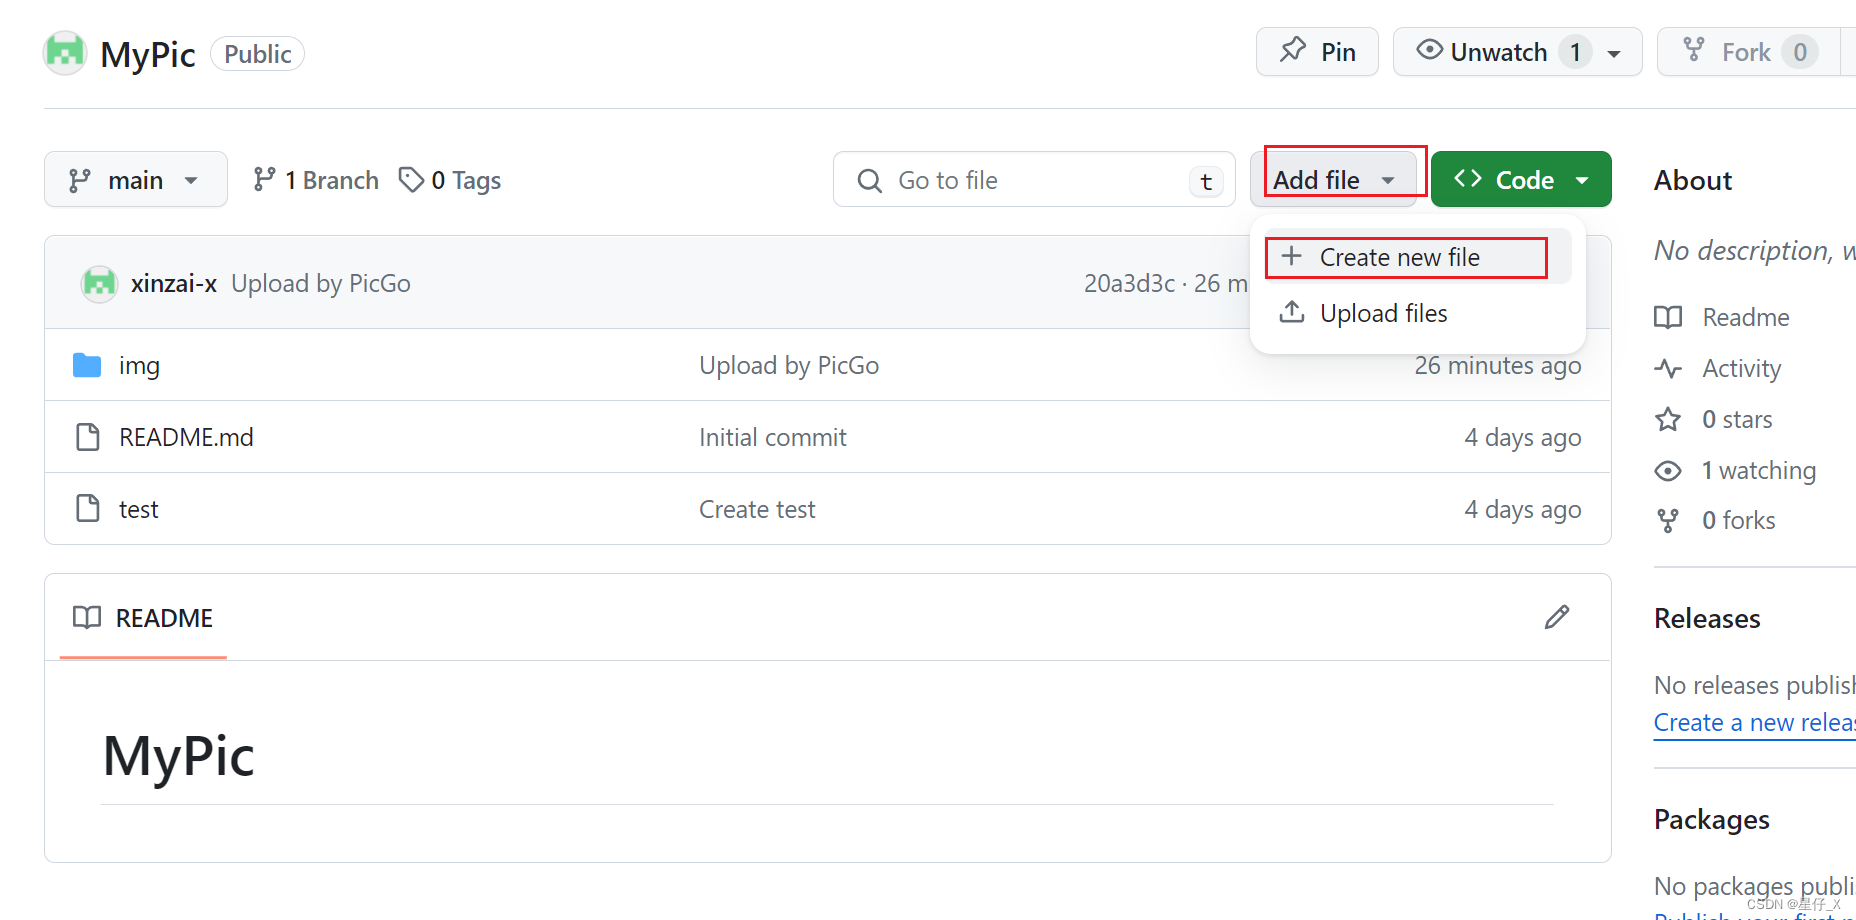 MyPic Public
Pin
Unwatch 1
Fork 0
main
1 Branch
0 Tags
Go to file t
Add file
Code
Create new file
Upload files
xinzai-x Upload by PicGo 20a3d3c · 26 m
img Upload by PicGo 26 minutes ago
README.md Initial commit 4 days ago
test Create test 4 days ago
README
MyPic
About
No description, w
Readme
Activity
0 stars
1 watching
0 forks
Releases
No releases publish
Create a new releas
Packages
No packages publi
CSDN @星仔_X